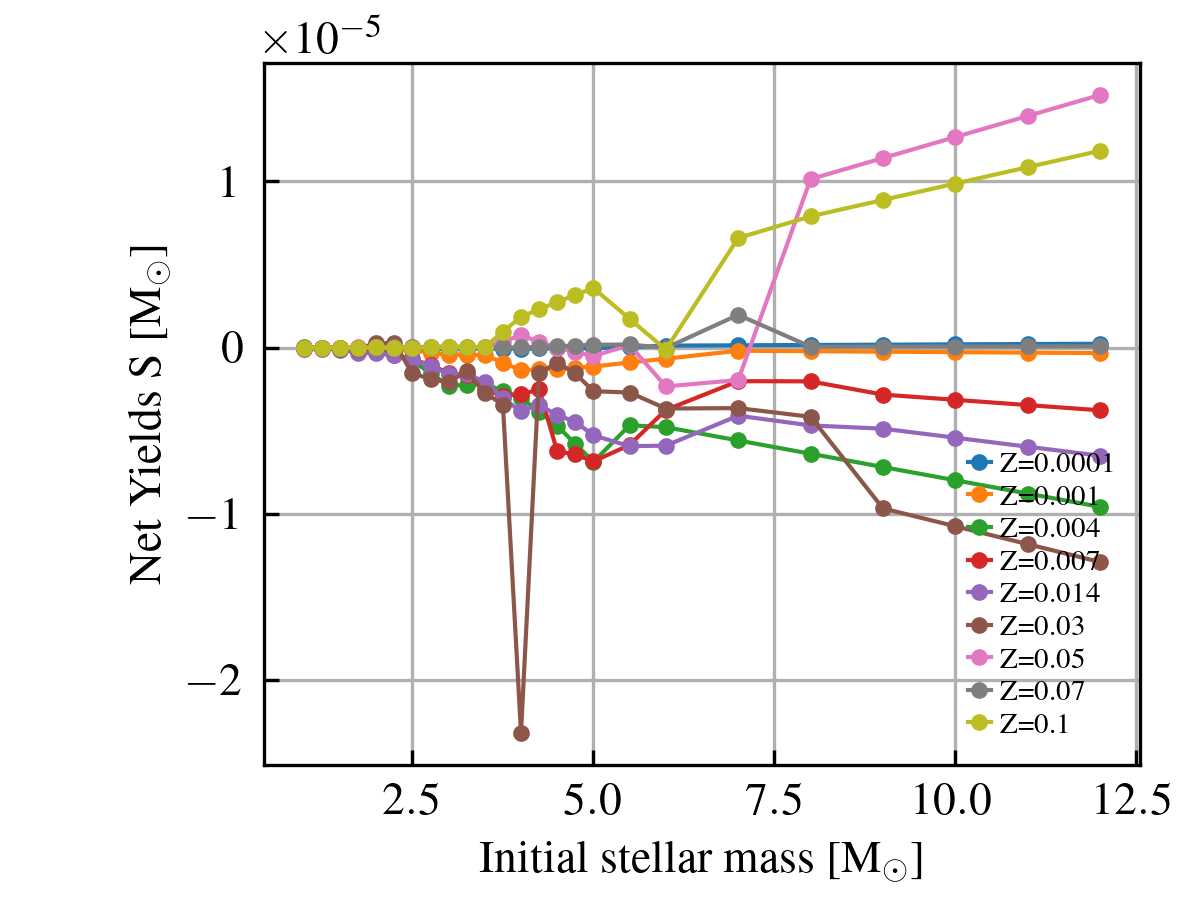 ×10⁻⁵
Net Yields S [M☉]
1
0
−1
−2
2.5
5.0
7.5
10.0
12.5
Initial stellar mass [M☉]
Z=0.0001
Z=0.001
Z=0.004
Z=0.007
Z=0.014
Z=0.03
Z=0.05
Z=0.07
Z=0.1